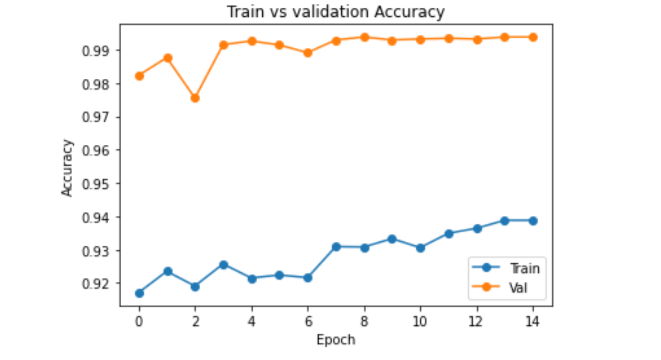 Train vs validation Accuracy
0.99
0.98
0.97
0.96
0.95
0.94
0.93
0.92
Accuracy
Train
Val
0 2 4 6 8 10 12 14
Epoch